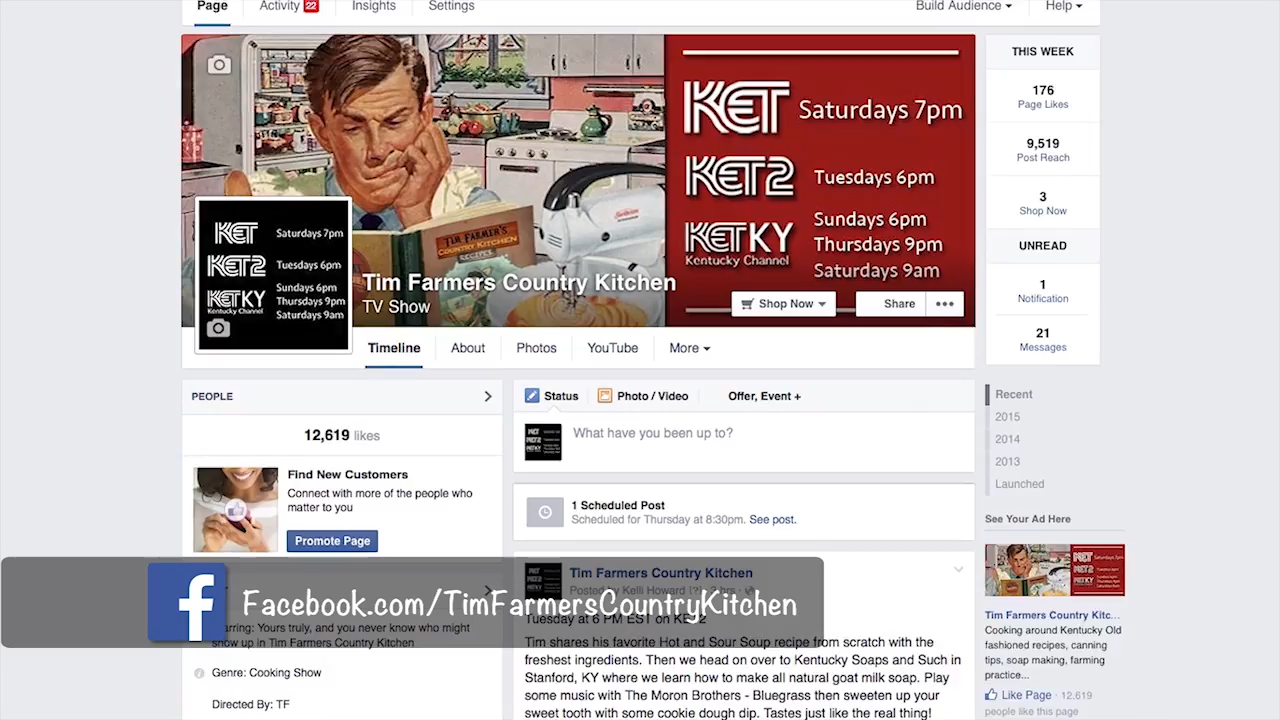 Page
Activity 22
Insights
Settings
Build Audience
Help
KET Saturdays 7pm
KET2 Tuesdays 6pm
KETKY Kentucky Channel
Sundays 6pm
Thursdays 9pm
Saturdays 9am
Sunbeam
TIM FARMER'S
COUNTRY KITCHEN
RECIPES
KET Saturdays 7pm
KET2 Tuesdays 6pm
KETKY Kentucky Channel
Sundays 6pm
Thursdays 9pm
Saturdays 9am
Tim Farmers Country Kitchen
TV Show
Shop Now
Share
Timeline
About
Photos
YouTube
More
THIS WEEK
176
Page Likes
9,519
Post Reach
3
Shop Now
UNREAD
1
Notification
21
Messages
PEOPLE
12,619 likes
Find New Customers
Connect with more of the people who
matter to you
Promote Page
Status
Photo / Video
Offer, Event +
What have you been up to?
1 Scheduled Post
Scheduled for Thursday at 8:30pm. See post.
Recent
2015
2014
2013
Launched
See Your Ad Here
Facebook.com/TimFarmersCountryKitchen
Starring: Yours truly, and you never know who might
show up in Tim Farmers Country Kitchen
Genre: Cooking Show
Directed By: TF
Tim Farmers Country Kitchen
Posted by Kelli Howard
Tuesday at 6 PM EST on KET2
Tim shares his favorite Hot and Sour Soup recipe from scratch with the
freshest ingredients. Then we head on over to Kentucky Soaps and Such in
Stanford, KY where we learn how to make all natural goat milk soap. Play
some music with The Moron Brothers - Bluegrass then sweeten up your
sweet tooth with some cookie dough dip. Tastes just like the real thing!
Tim Farmers Country Kitc...
Cooking around Kentucky Old
fashioned recipes, canning
tips, soap making, farming
practice...
Like Page · 12,619
people like this page